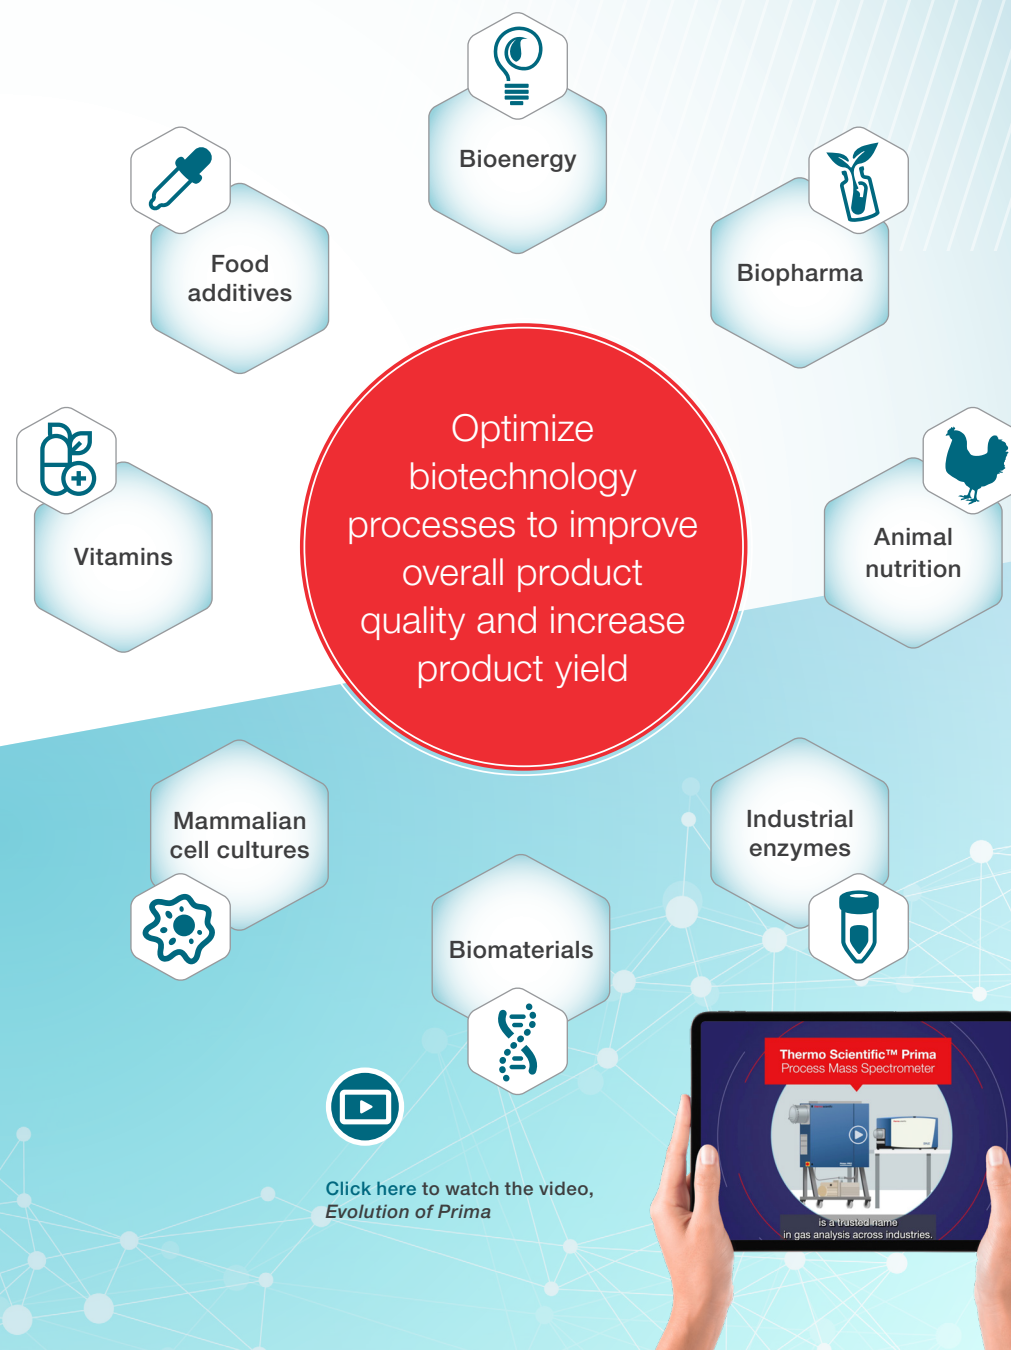 Bioenergy
Food
additives
Biopharma
Optimize
biotechnology
processes to improve
overall product
quality and increase
product yield
Vitamins
Animal
nutrition
Mammalian
cell cultures
Industrial
enzymes
Biomaterials
Thermo Scientific™ Prima
Process Mass Spectrometer
is a trusted name
in gas analysis across industries.
Click here to watch the video,
Evolution of Prima